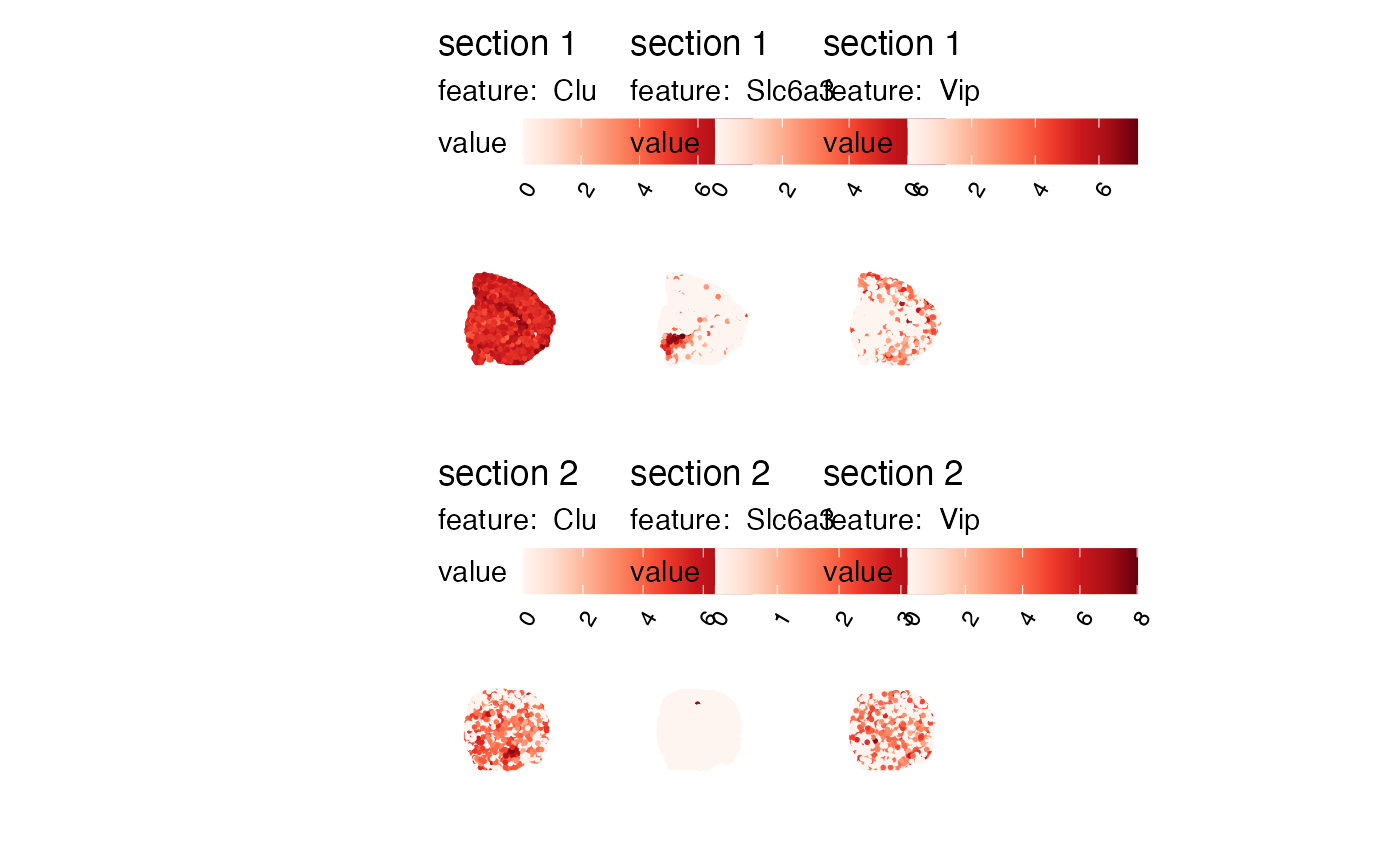 section 1 section 1 section 1
feature: Clu feature: Slc6a3 feature: Vip
value value value
0 2 4 6 0 2 4 6 0 2 4 6
section 2 section 2 section 2
feature: Clu feature: Slc6a3 feature: Vip
value value value
0 2 4 6 0 1 2 3 0 2 4 6 8